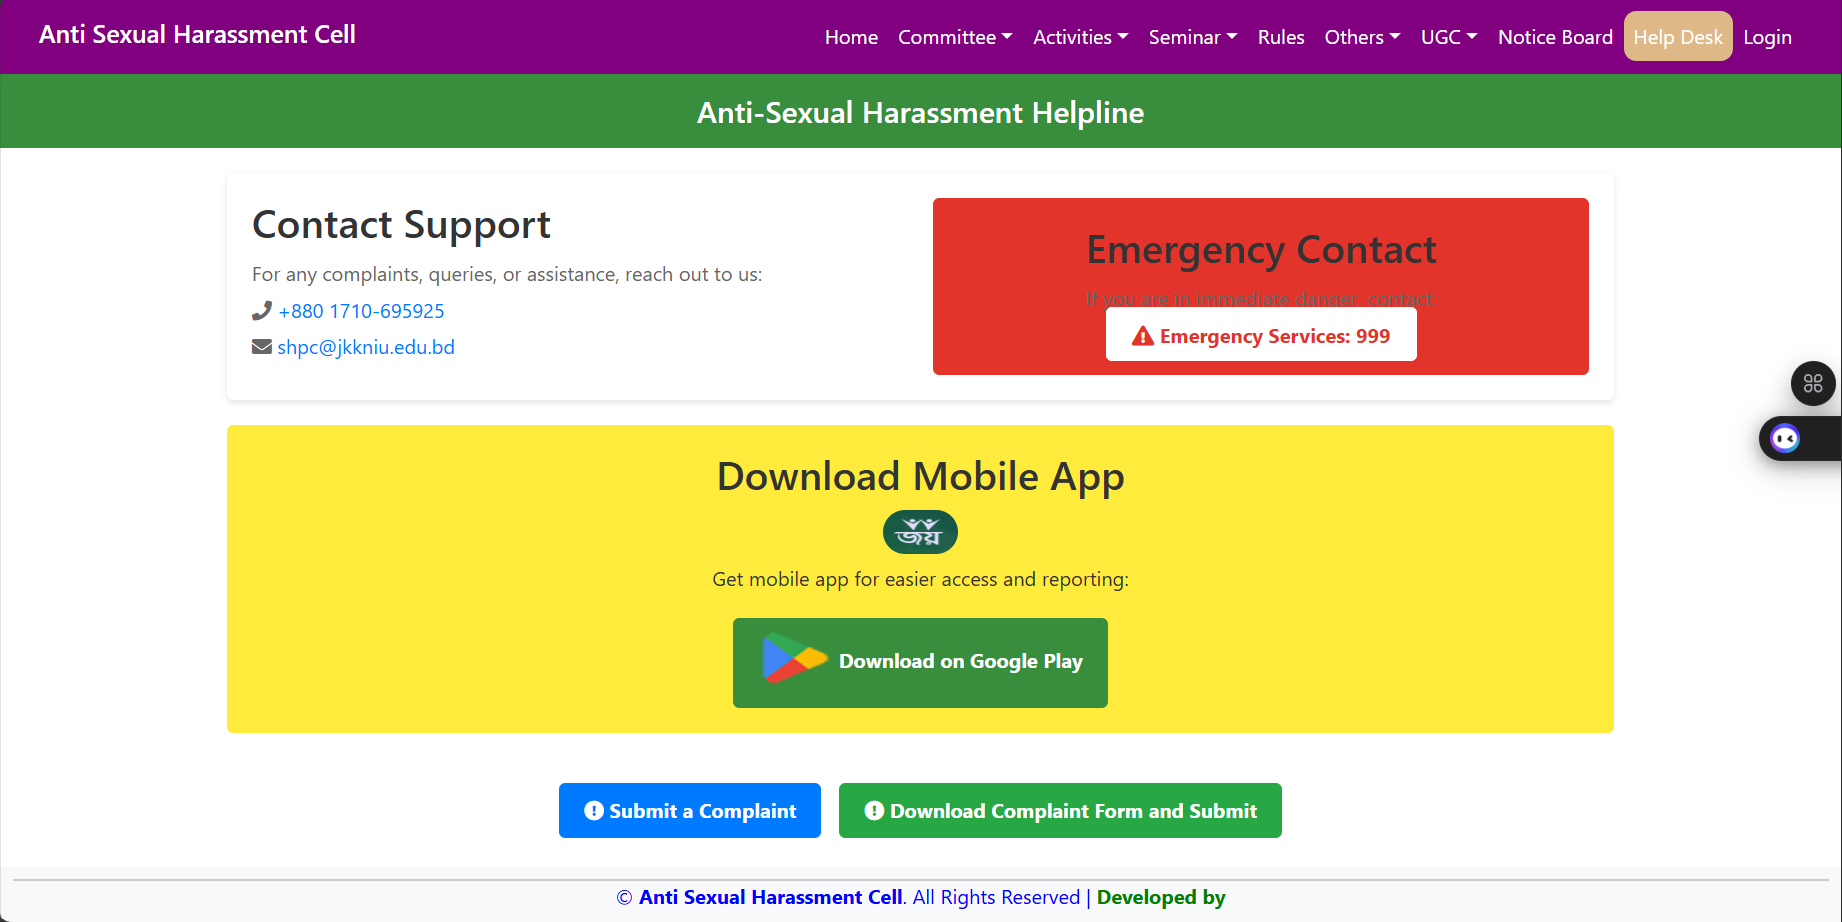 Anti Sexual Harassment Cell
Home Committee Activities Seminar Rules Others UGC Notice Board Help Desk Login
Anti-Sexual Harassment Helpline
Contact Support
For any complaints, queries, or assistance, reach out to us:
+880 1710-695925
shpc@jkkniu.edu.bd
Emergency Contact
If you are in immediate danger, contact:
Emergency Services: 999
Download Mobile App
জয়
Get mobile app for easier access and reporting:
Download on Google Play
Submit a Complaint
Download Complaint Form and Submit
© Anti Sexual Harassment Cell. All Rights Reserved | Developed by